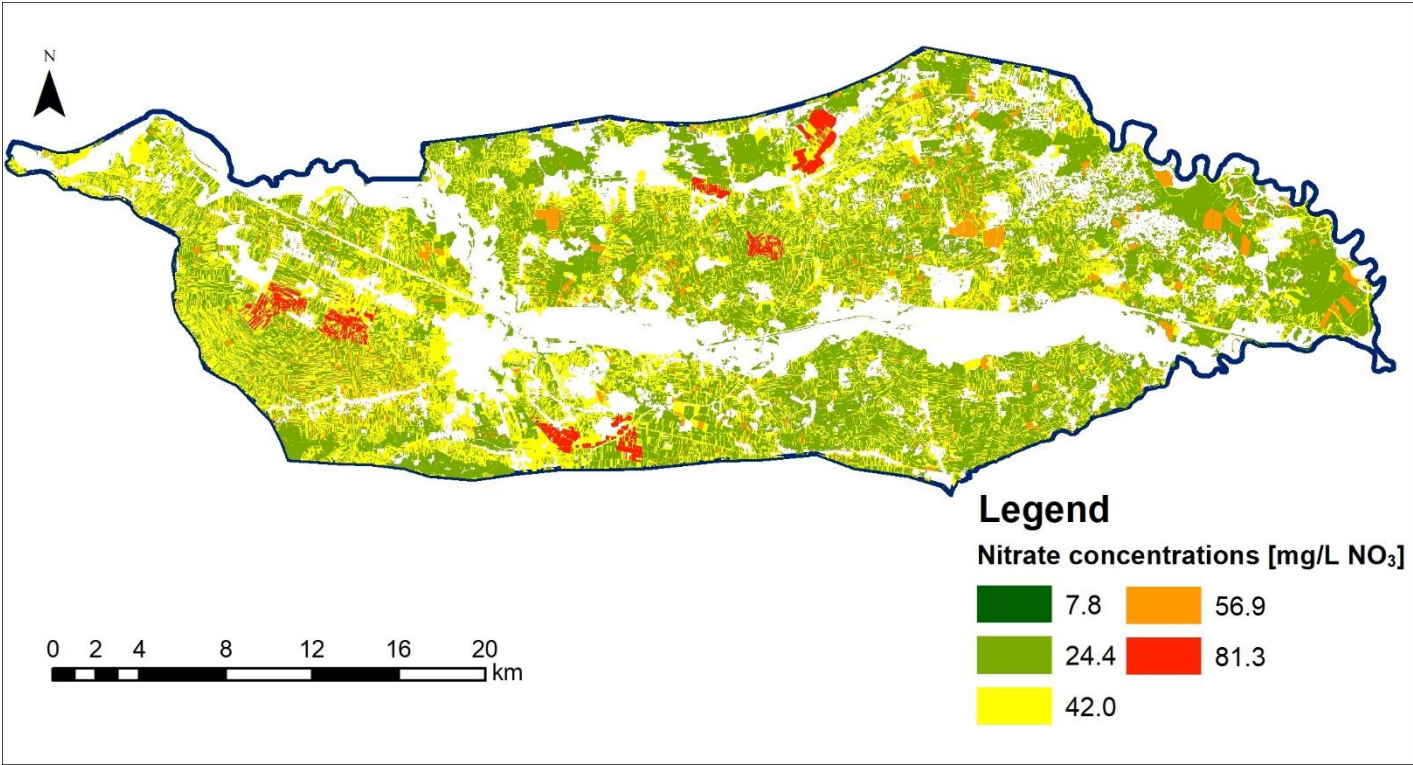 N
Legend
Nitrate concentrations [mg/L NO₃]
7.8 56.9
24.4 81.3
42.0
0 2 4 8 12 16 20
km